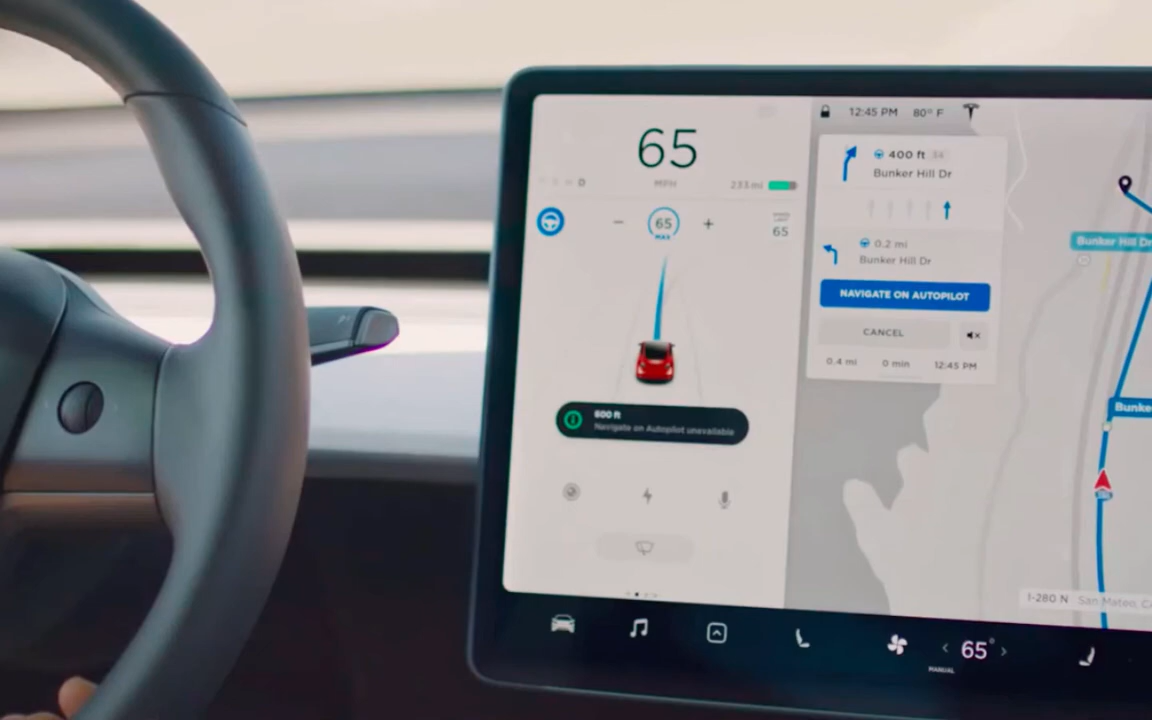 65
MPH
233 mi
65
MAX
65
600 ft
Navigate on Autopilot unavailable
12:45 PM 80° F
400 ft
Bunker Hill Dr
0.2 mi
Bunker Hill Dr
NAVIGATE ON AUTOPILOT
CANCEL
0.4 mi 0 min 12:45 PM
Bunker Hill Dr
Bunke
I-280 N San Mateo, C
65°
MANUAL